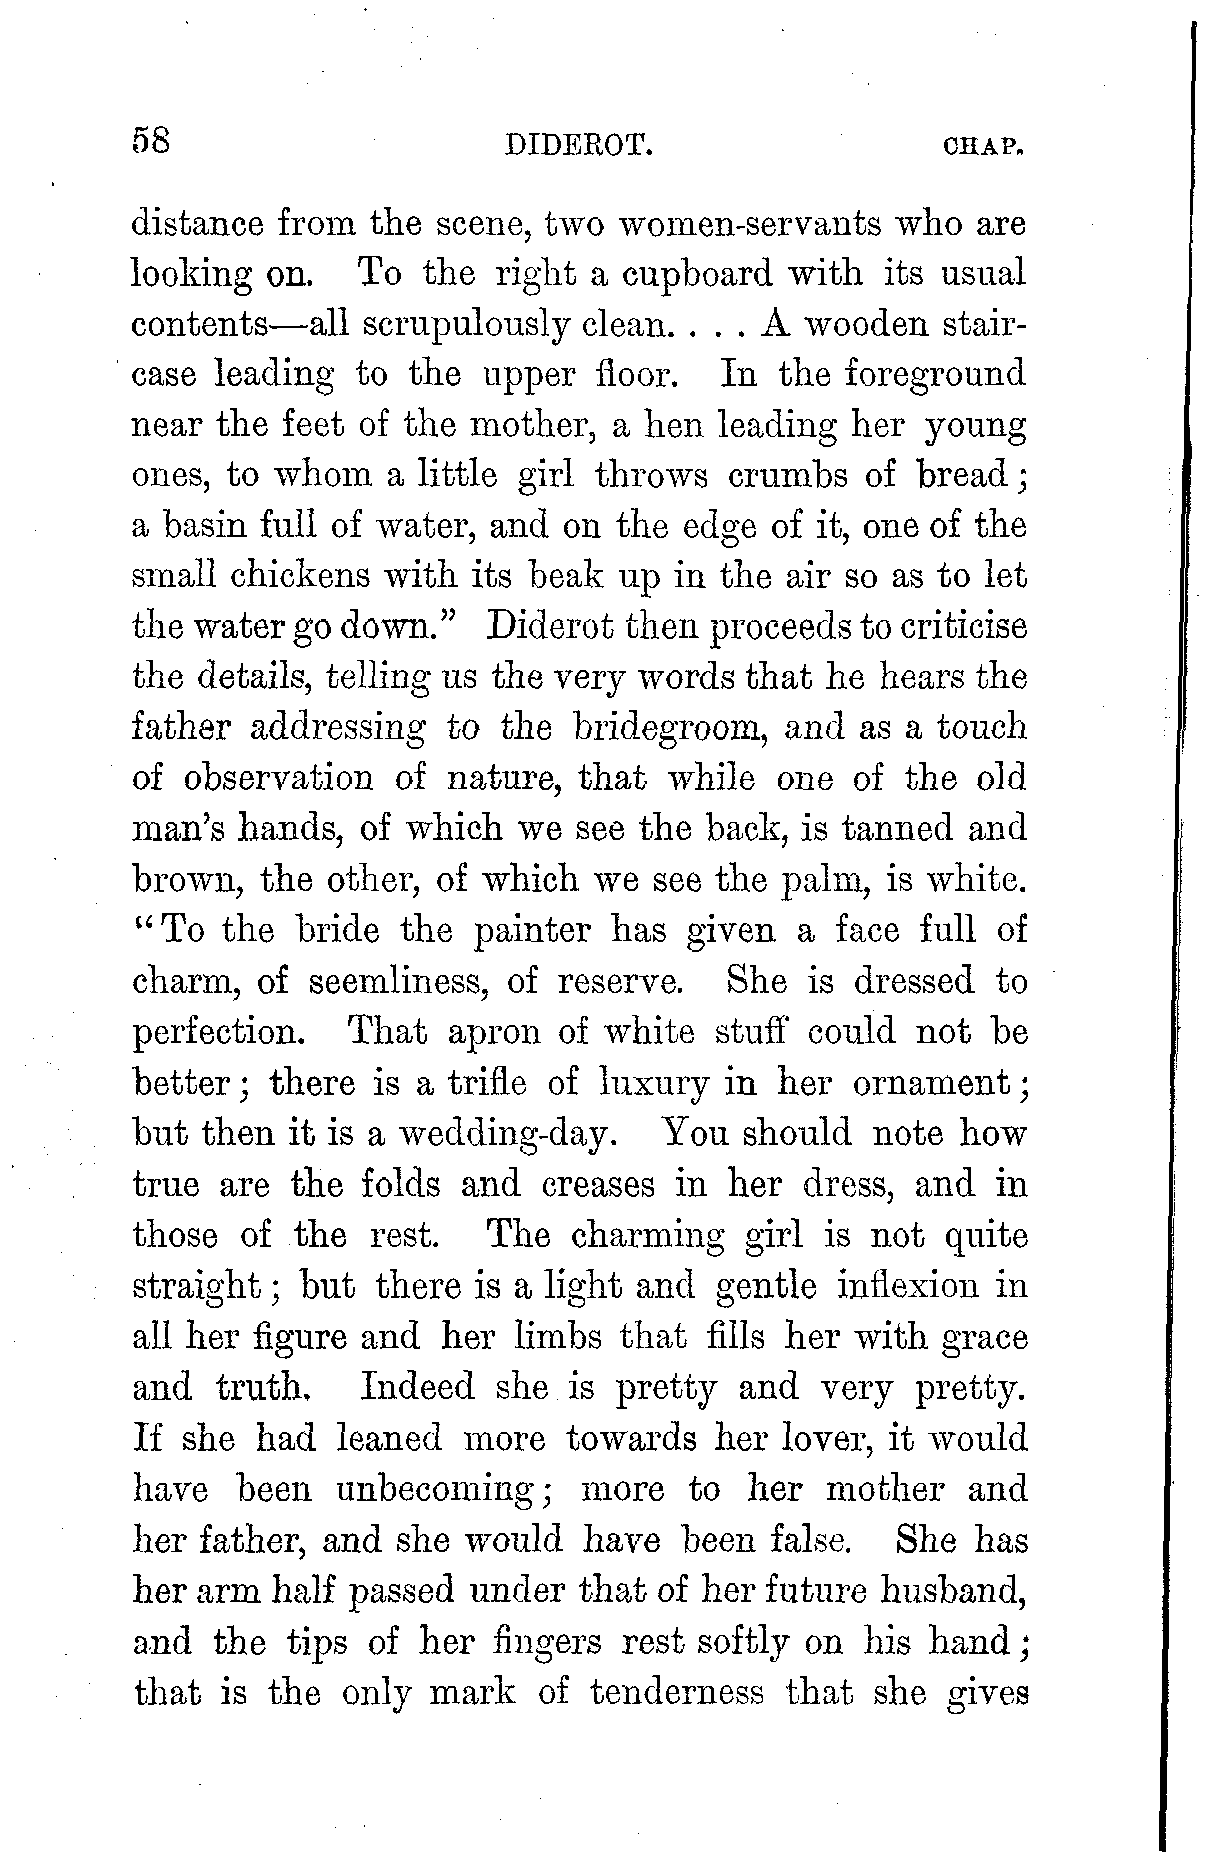 58 DIDEROT. CHAP.
distance from the scene, two women-servants who are
looking on. To the right a cupboard with its usual
contents—all scrupulously clean. . . . A wooden stair-
case leading to the upper floor. In the foreground
near the feet of the mother, a hen leading her young
ones, to whom a little girl throws crumbs of bread ;
a basin full of water, and on the edge of it, one of the
small chickens with its beak up in the air so as to let
the water go down.” Diderot then proceeds to criticise
the details, telling us the very words that he hears the
father addressing to the bridegroom, and as a touch
of observation of nature, that while one of the old
man’s hands, of which we see the back, is tanned and
brown, the other, of which we see the palm, is white.
“To the bride the painter has given a face full of
charm, of seemliness, of reserve. She is dressed to
perfection. That apron of white stuff could not be
better ; there is a trifle of luxury in her ornament ;
but then it is a wedding-day. You should note how
true are the folds and creases in her dress, and in
those of the rest. The charming girl is not quite
straight ; but there is a light and gentle inflexion in
all her figure and her limbs that fills her with grace
and truth. Indeed she is pretty and very pretty.
If she had leaned more towards her lover, it would
have been unbecoming ; more to her mother and
her father, and she would have been false. She has
her arm half passed under that of her future husband,
and the tips of her fingers rest softly on his hand ;
that is the only mark of tenderness that she gives